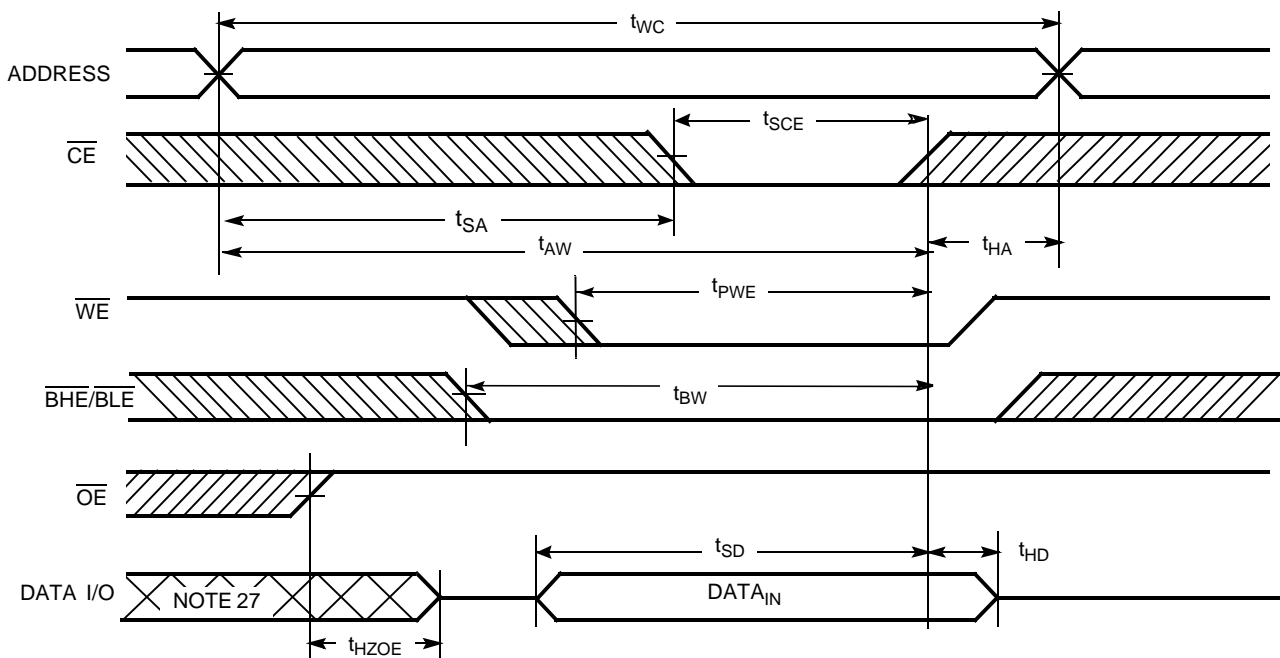 tWC
ADDRESS
tSCE
CE
tSA
tAW
tHA
tPWE
WE
tBW
BHE/BLE
OE
tSD
tHD
DATA I/O
NOTE 27
DATAIN
tHZOE